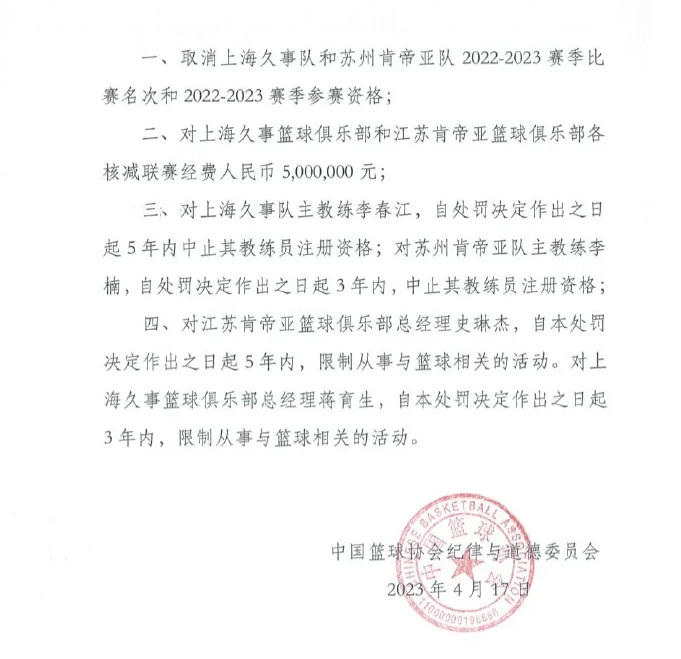 一、取消上海久事队和苏州肯帝亚队 2022-2023 赛季比
赛名次和 2022-2023 赛季参赛资格；
二、对上海久事篮球俱乐部和江苏肯帝亚篮球俱乐部各
核减联赛经费人民币 5,000,000 元；
三、对上海久事队主教练李春江，自处罚决定作出之日
起 5 年内中止其教练员注册资格；对苏州肯帝亚队主教练李
楠，自处罚决定作出之日起 3 年内，中止其教练员注册资格；
四、对江苏肯帝亚篮球俱乐部总经理史琳杰，自本处罚
决定作出之日起 5 年内，限制从事与篮球相关的活动。对上
海久事篮球俱乐部总经理蒋育生，自本处罚决定作出之日起
3 年内，限制从事与篮球相关的活动。
CHINESE BASKETBALL ASSOCIATION
中国篮球协会
中国篮球协会纪律与道德委员会
2023 年 4 月 17 日